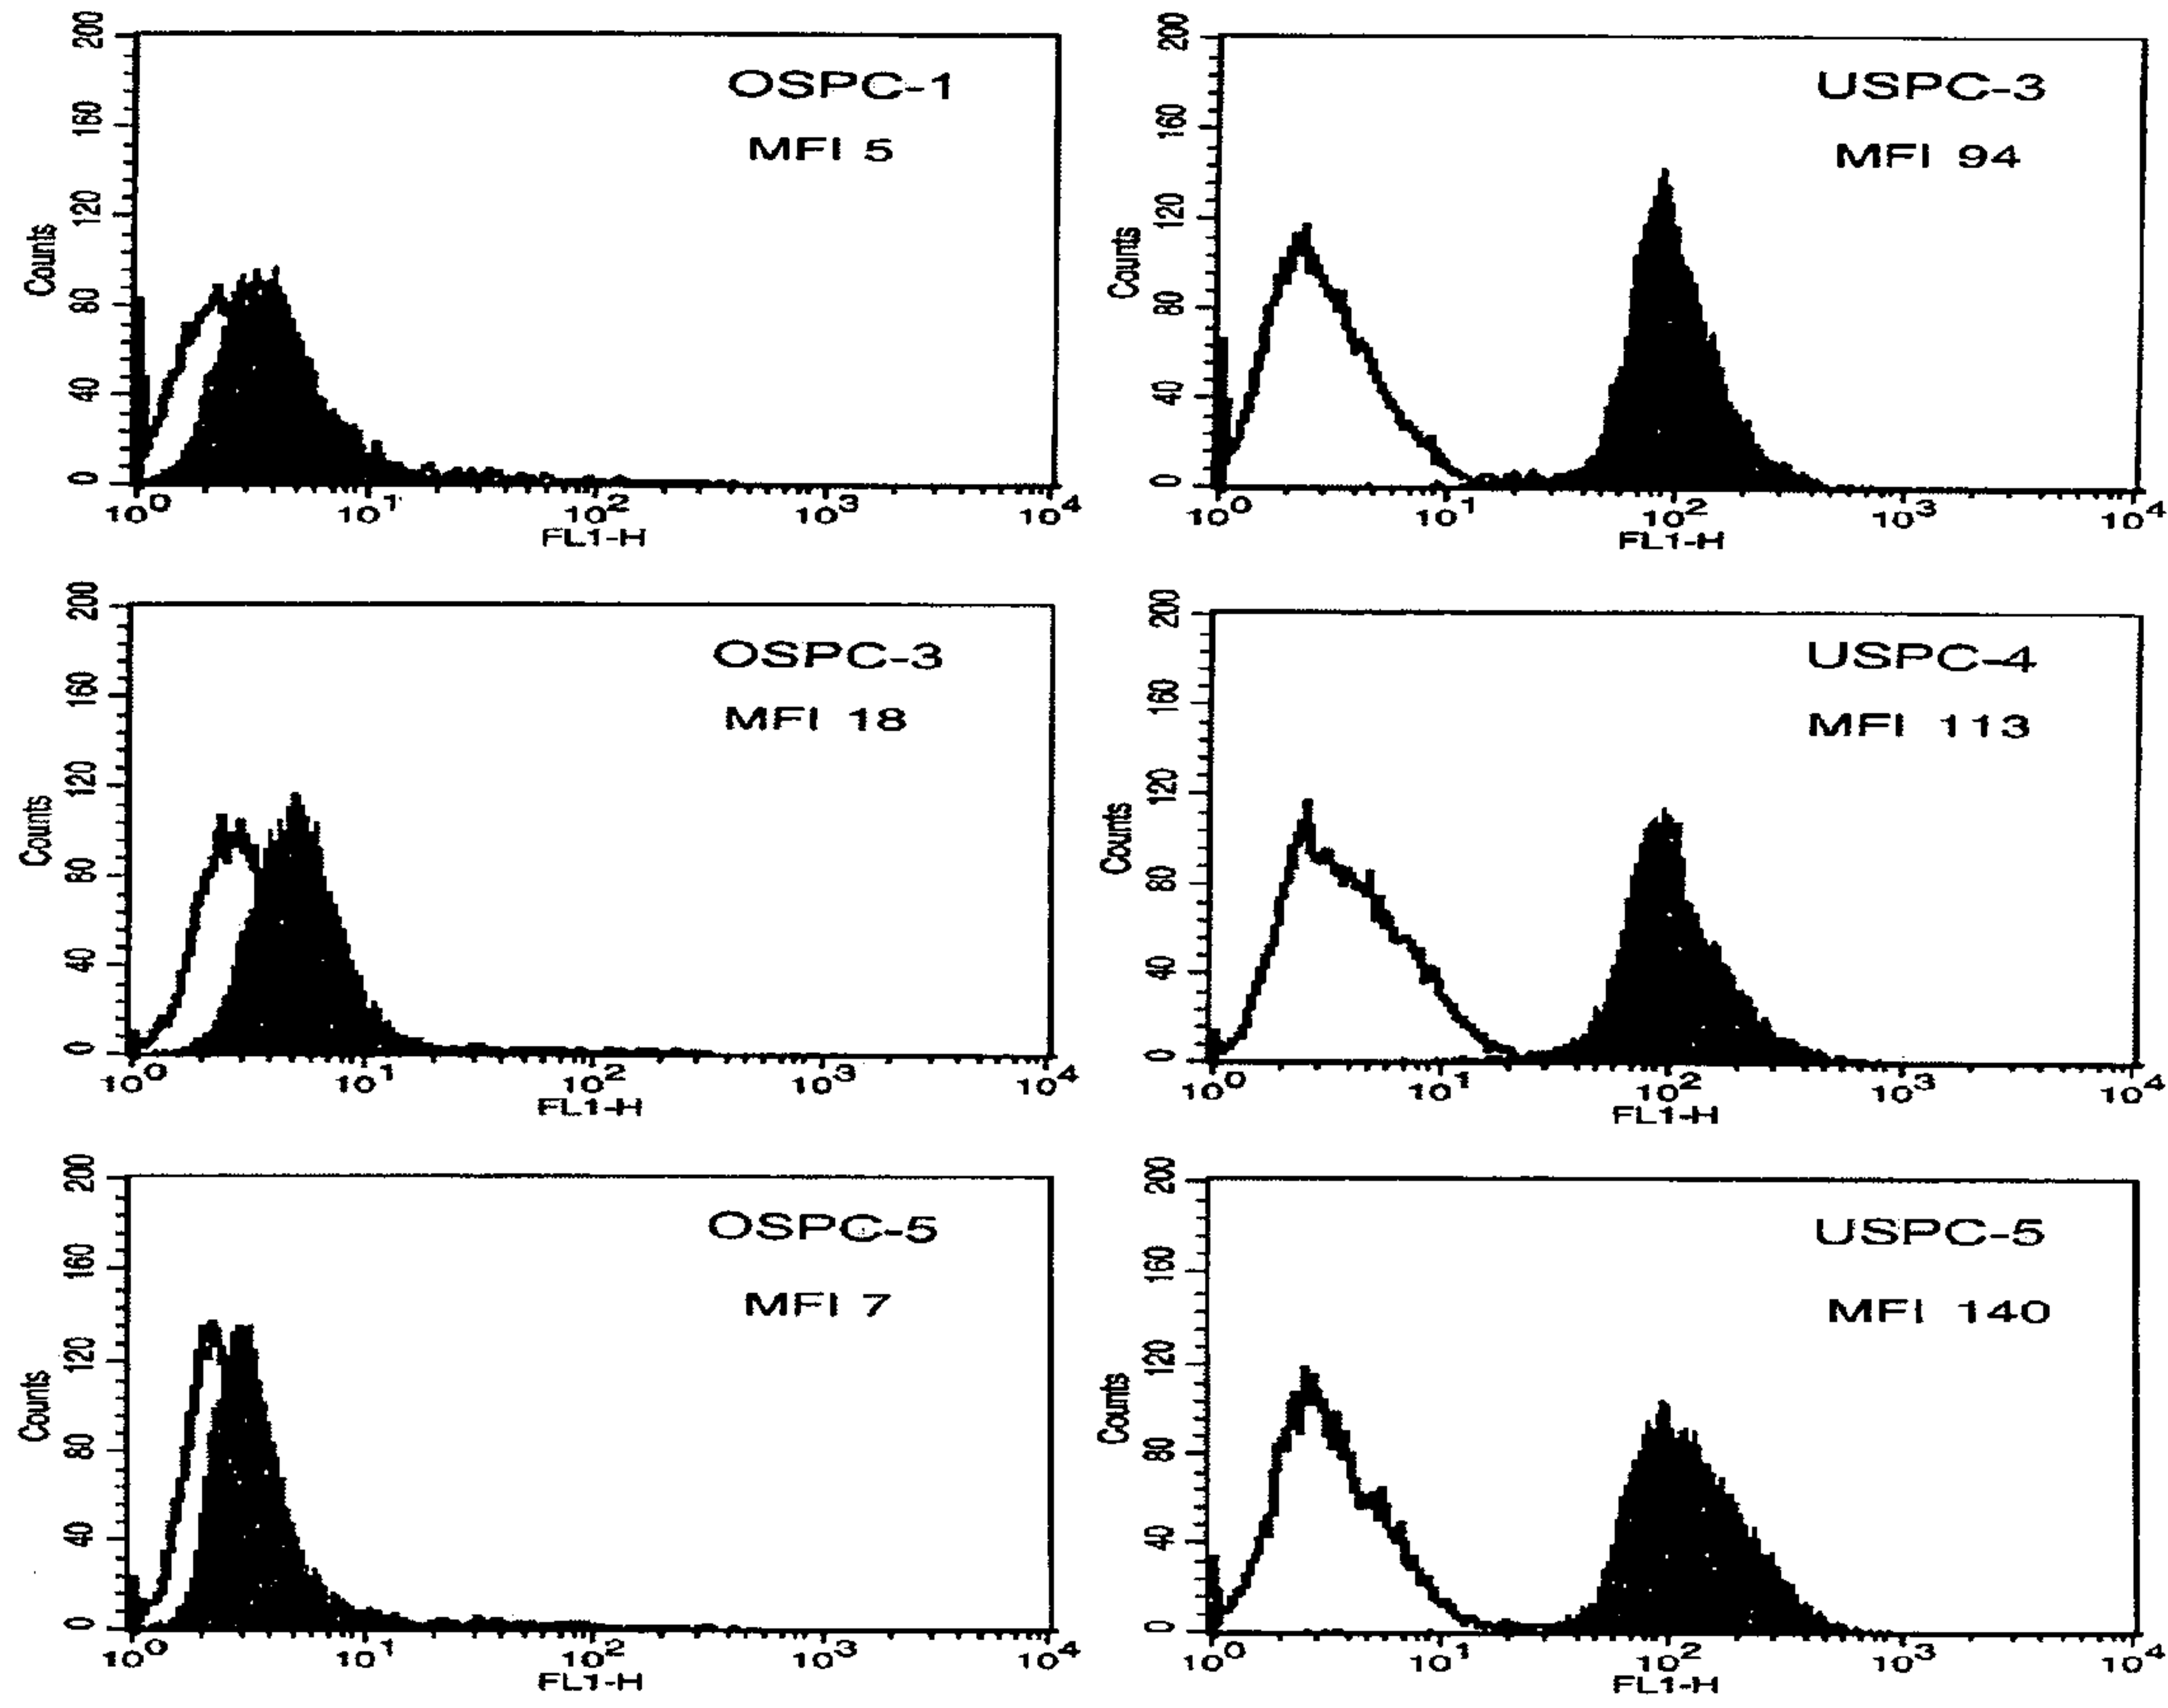 OSPC-1
MFI 5
Counts
200
160
120
80
40
0
10⁰ 10¹ 10² 10³ 10⁴
FL1-H
USPC-3
MFI 94
Counts
200
160
120
80
40
0
10⁰ 10¹ 10² 10³ 10⁴
FL1-H
OSPC-3
MFI 18
Counts
200
160
120
80
40
0
10⁰ 10¹ 10² 10³ 10⁴
FL1-H
USPC-4
MFI 113
Counts
200
160
120
80
40
0
10⁰ 10¹ 10² 10³ 10⁴
FL1-H
OSPC-5
MFI 7
Counts
200
160
120
80
40
0
10⁰ 10¹ 10² 10³ 10⁴
FL1-H
USPC-5
MFI 140
Counts
200
160
120
80
40
0
10⁰ 10¹ 10² 10³ 10⁴
FL1-H